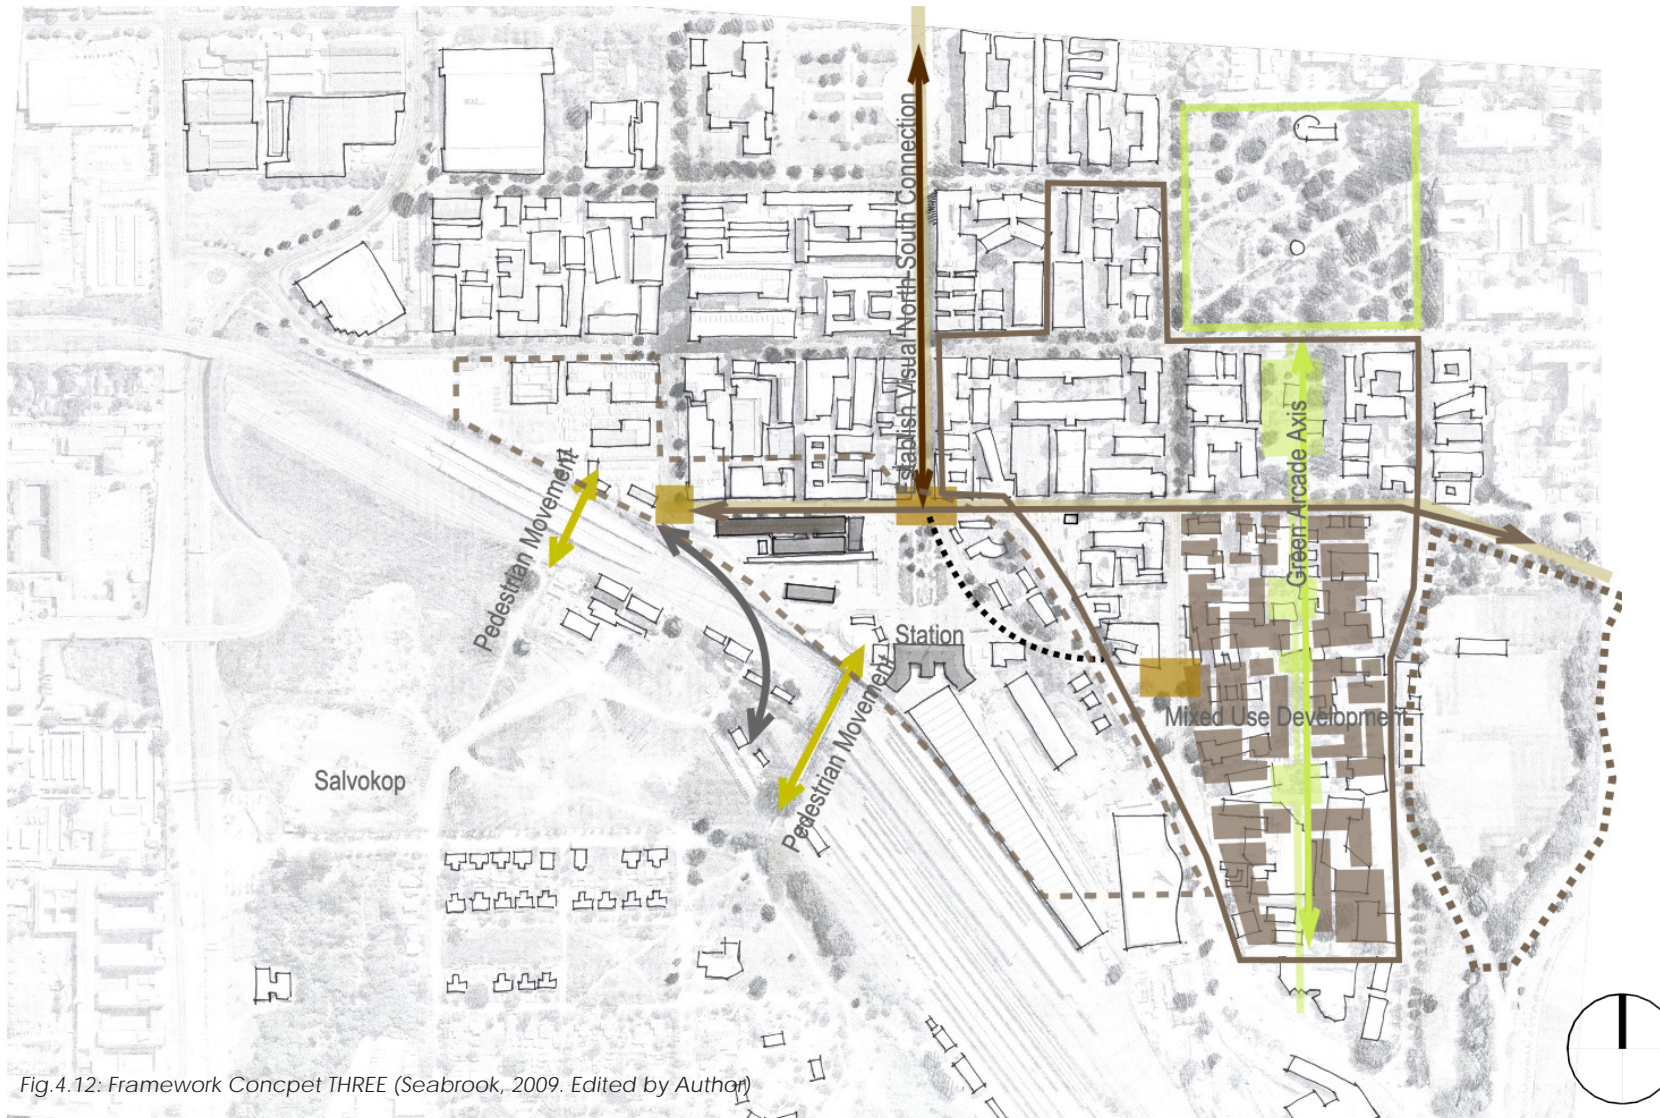 Establish Visual North-South Connection
Green Arcade Axis
Pedestrian Movement
Station
Pedestrian Movement
Mixed Use Development
Salvokop
Fig.4.12: Framework Concpet THREE (Seabrook, 2009. Edited by Author)